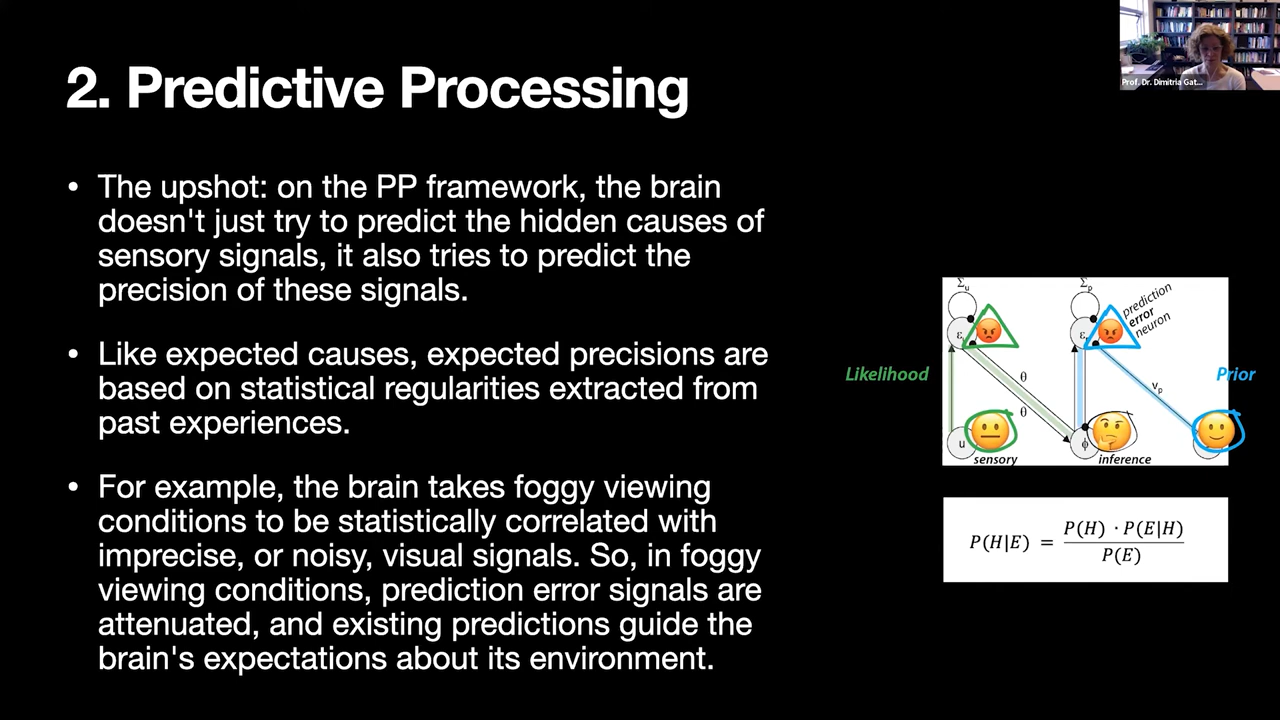 Prof. Dr. Dimitria Gat...
2. Predictive Processing
• The upshot: on the PP framework, the brain
doesn't just try to predict the hidden causes of
sensory signals, it also tries to predict the
precision of these signals.
• Like expected causes, expected precisions are
based on statistical regularities extracted from
past experiences.
• For example, the brain takes foggy viewing
conditions to be statistically correlated with
imprecise, or noisy, visual signals. So, in foggy
viewing conditions, prediction error signals are
attenuated, and existing predictions guide the
brain's expectations about its environment.
Σu
Σp
prediction
error
neuron
ε
ε
Likelihood
θ
θ
vp
Prior
u
ϕ
sensory
inference
P(H|E) = P(H) · P(E|H)
P(E)